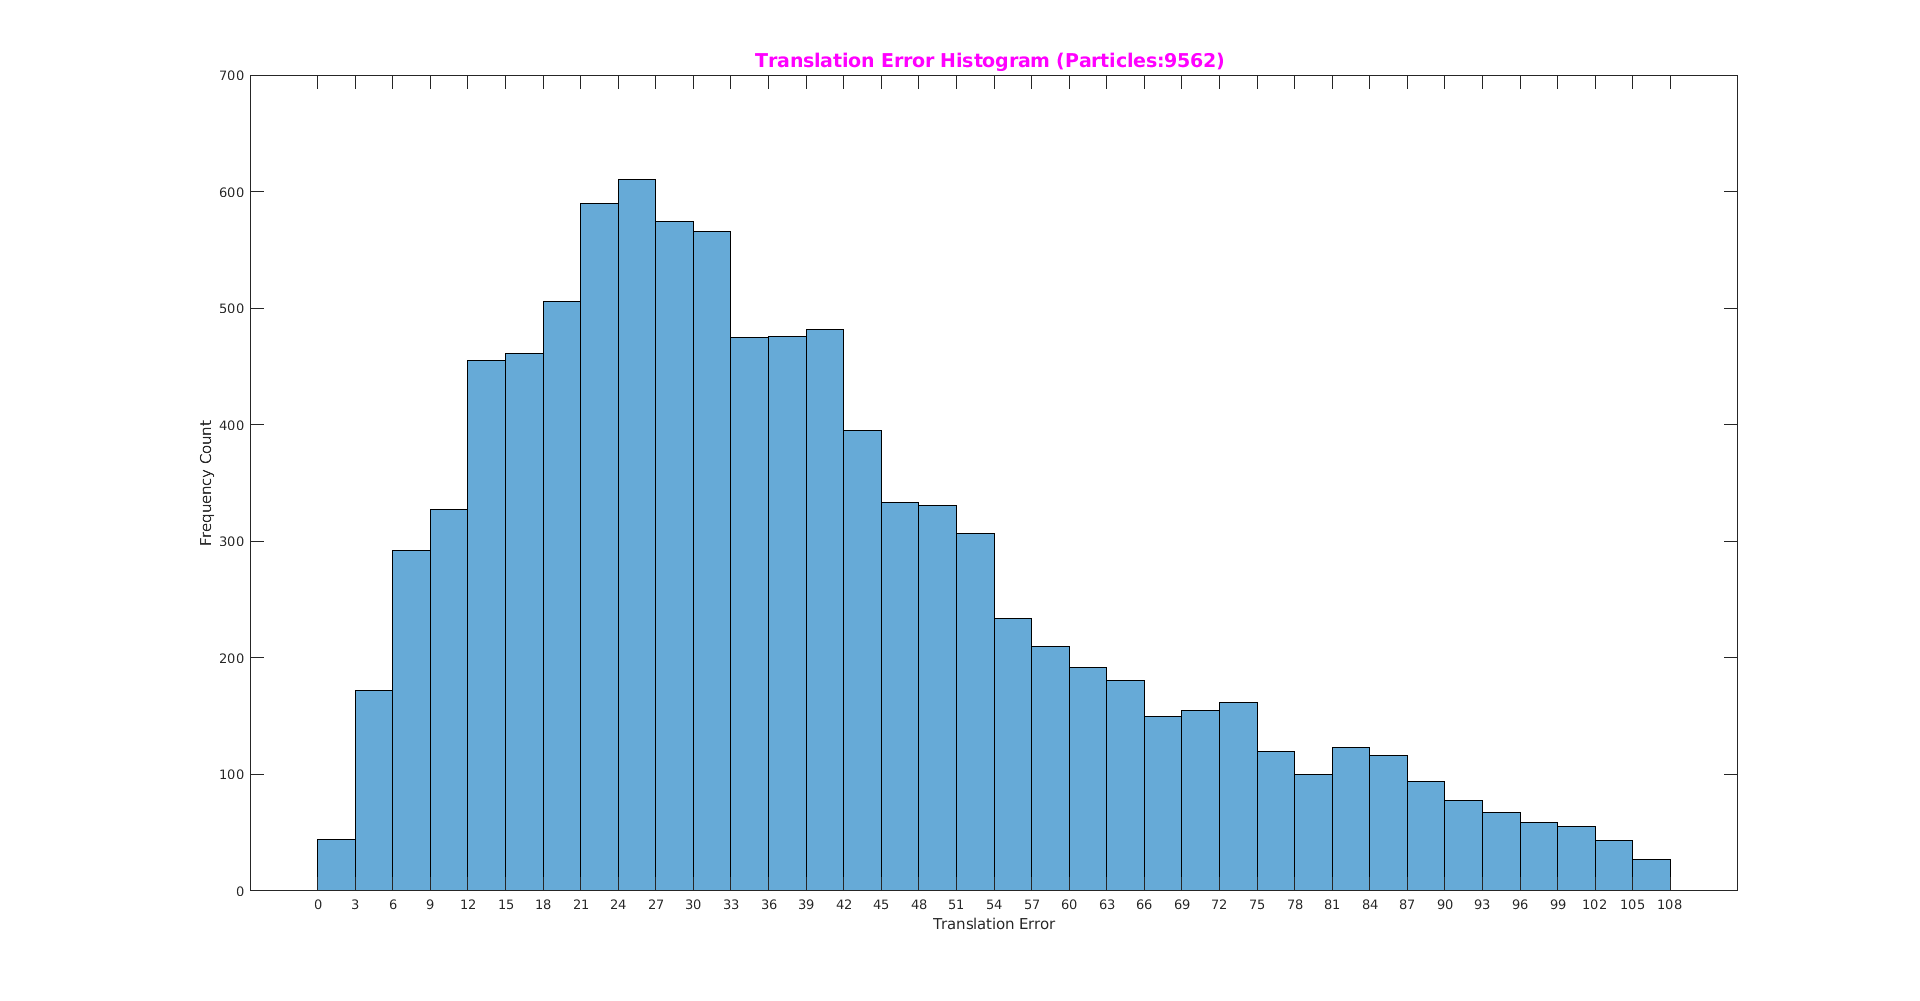 Translation Error Histogram (Particles:9562)
700
600
500
400
300
200
100
0
Frequency Count
0 3 6 9 12 15 18 21 24 27 30 33 36 39 42 45 48 51 54 57 60 63 66 69 72 75 78 81 84 87 90 93 96 99 102 105 108
Translation Error